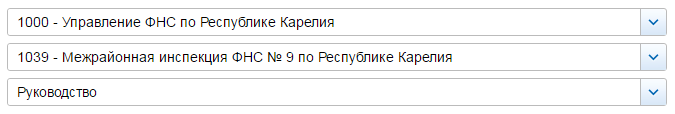 1000 - Управление ФНС по Республике Карелия
1039 - Межрайонная инспекция ФНС № 9 по Республике Карелия
Руководство